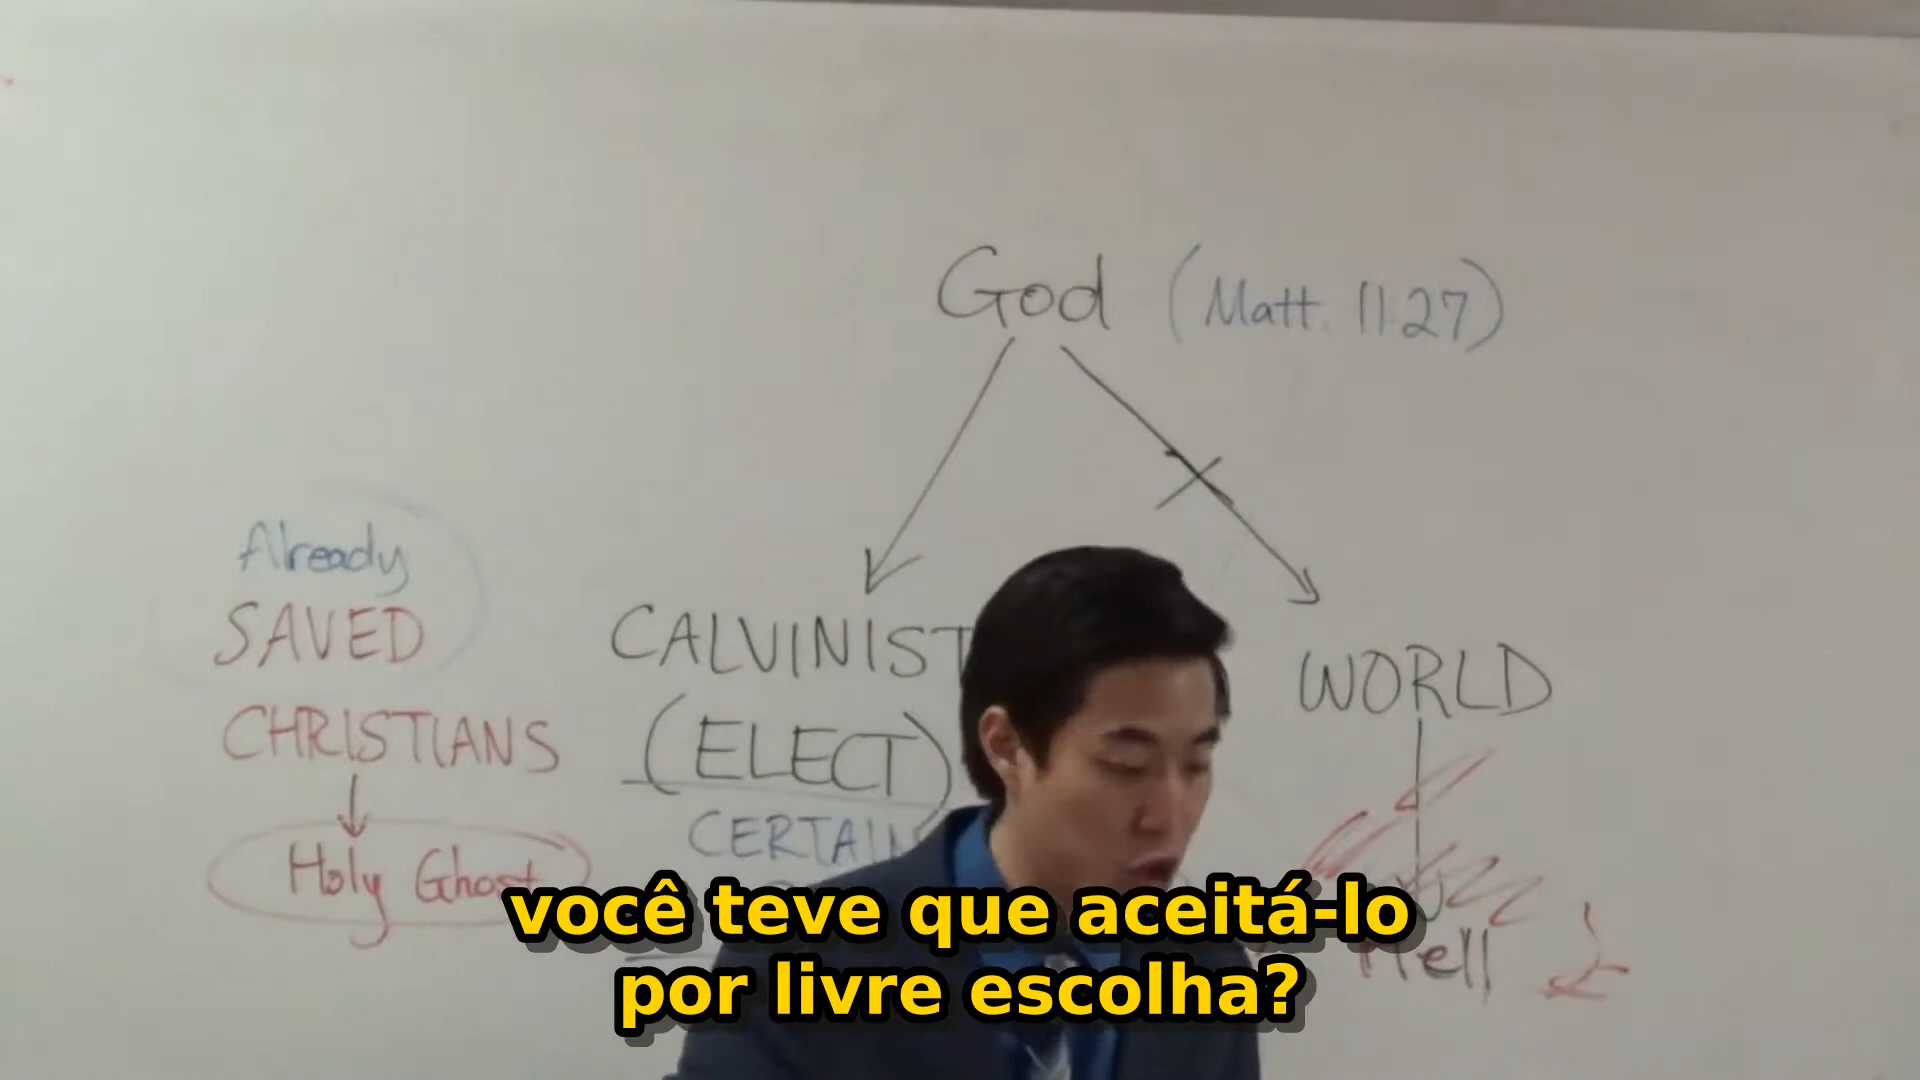 God (Matt. 11:27)
Already
SAVED
CHRISTIANS
Holy Ghost
CALVINIST
(ELECT)
CERTAIN
WORLD
Hell
você teve que aceitá-lo
por livre escolha?